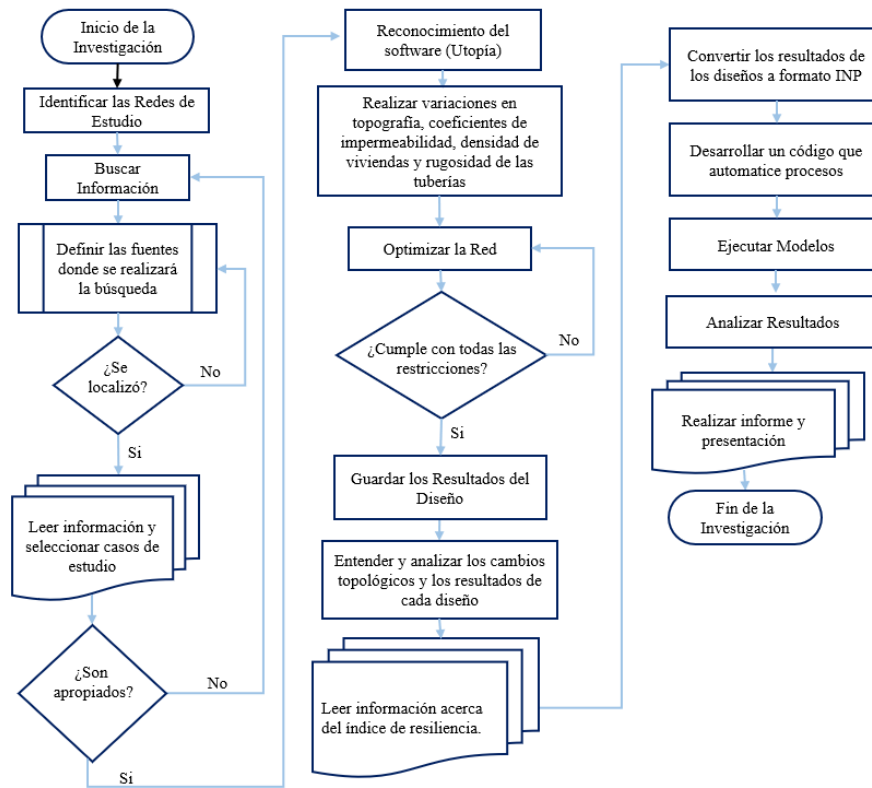 Inicio de la
Investigación
Identificar las Redes de
Estudio
Buscar
Información
Definir las fuentes
donde se realizará
la búsqueda
¿Se
localizó?
No
Si
Leer información y
seleccionar casos de
estudio
¿Son
apropiados?
No
Si
Reconocimiento del
software (Utopía)
Realizar variaciones en
topografía, coeficientes de
impermeabilidad, densidad de
viviendas y rugosidad de las
tuberías
Optimizar la Red
¿Cumple con todas las
restricciones?
No
Si
Guardar los Resultados del
Diseño
Entender y analizar los cambios
topológicos y los resultados de
cada diseño
Leer información acerca
del índice de resiliencia.
Convertir los resultados de
los diseños a formato INP
Desarrollar un código que
automatice procesos
Ejecutar Modelos
Analizar Resultados
Realizar informe y
presentación
Fin de la
Investigación